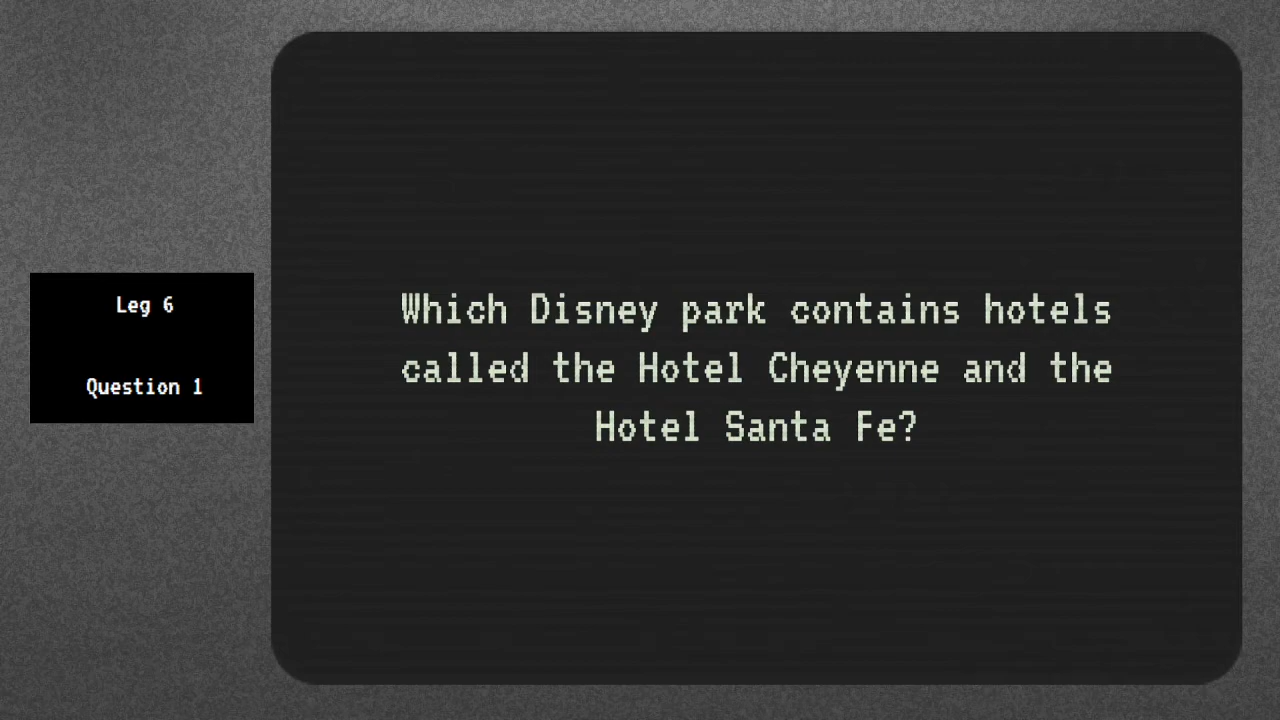 Leg 6
Question 1
Which Disney park contains hotels
called the Hotel Cheyenne and the
Hotel Santa Fe?